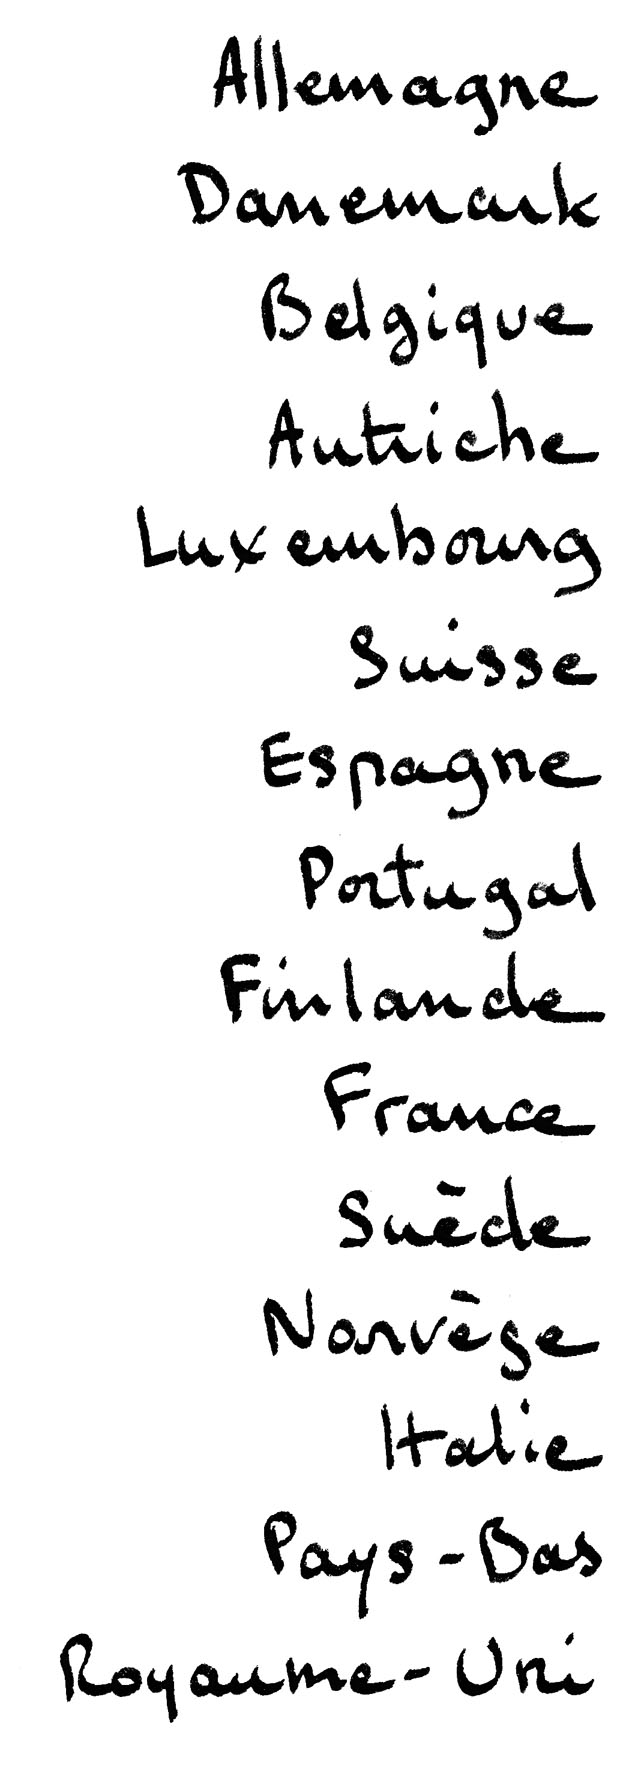 Allemagne
Danemark
Belgique
Autriche
Luxembourg
Suisse
Espagne
Portugal
Finlande
France
Suède
Norvège
Italie
Pays-Bas
Royaume-Uni